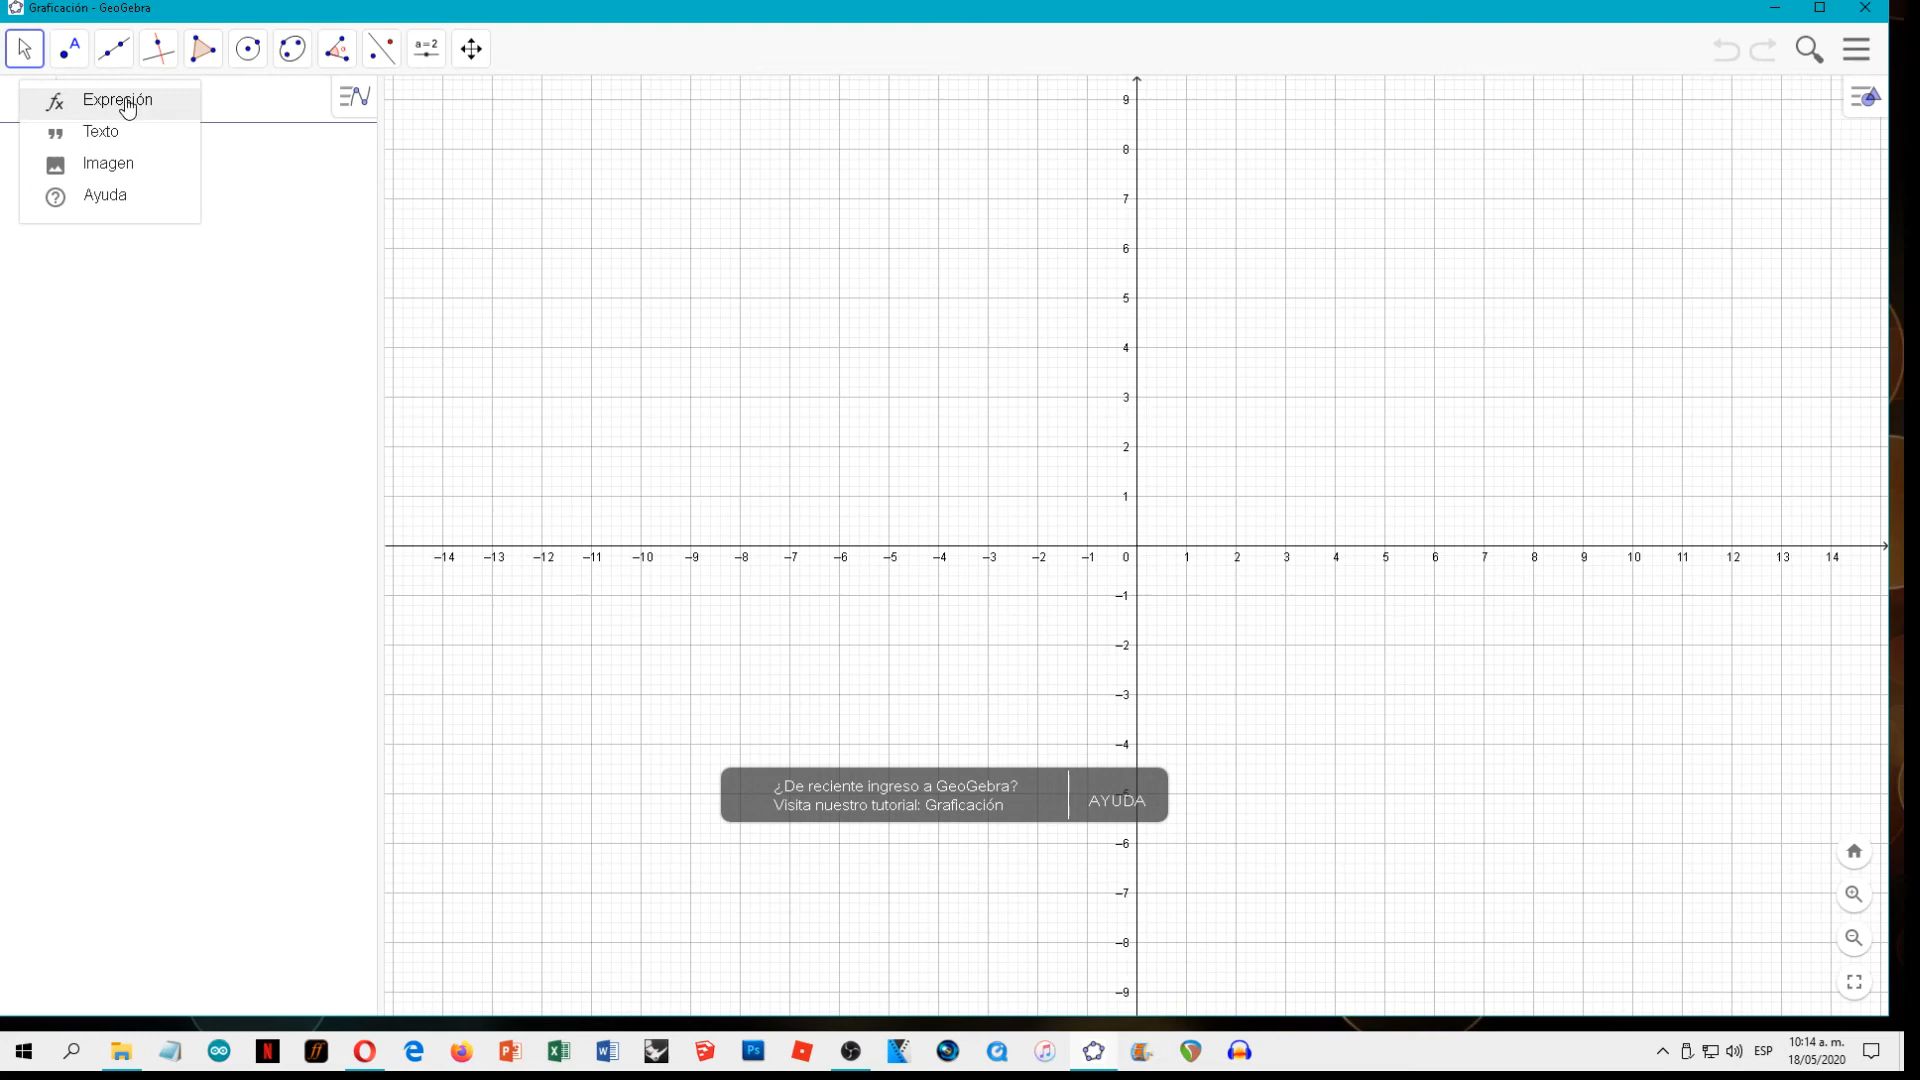 Graficación - GeoGebra
A
a=2
fx
Expresión
Texto
Imagen
Ayuda
9
8
7
6
5
4
3
2
1
–14 –13 –12 –11 –10 –9 –8 –7 –6 –5 –4 –3 –2 –1 0 1 2 3 4 5 6 7 8 9 10 11 12 13 14
–1
–2
–3
–4
¿De reciente ingreso a GeoGebra?
Visita nuestro tutorial: Graficación
AYUDA
–6
–7
–8
–9
ESP
10:14 a. m.
18/05/2020